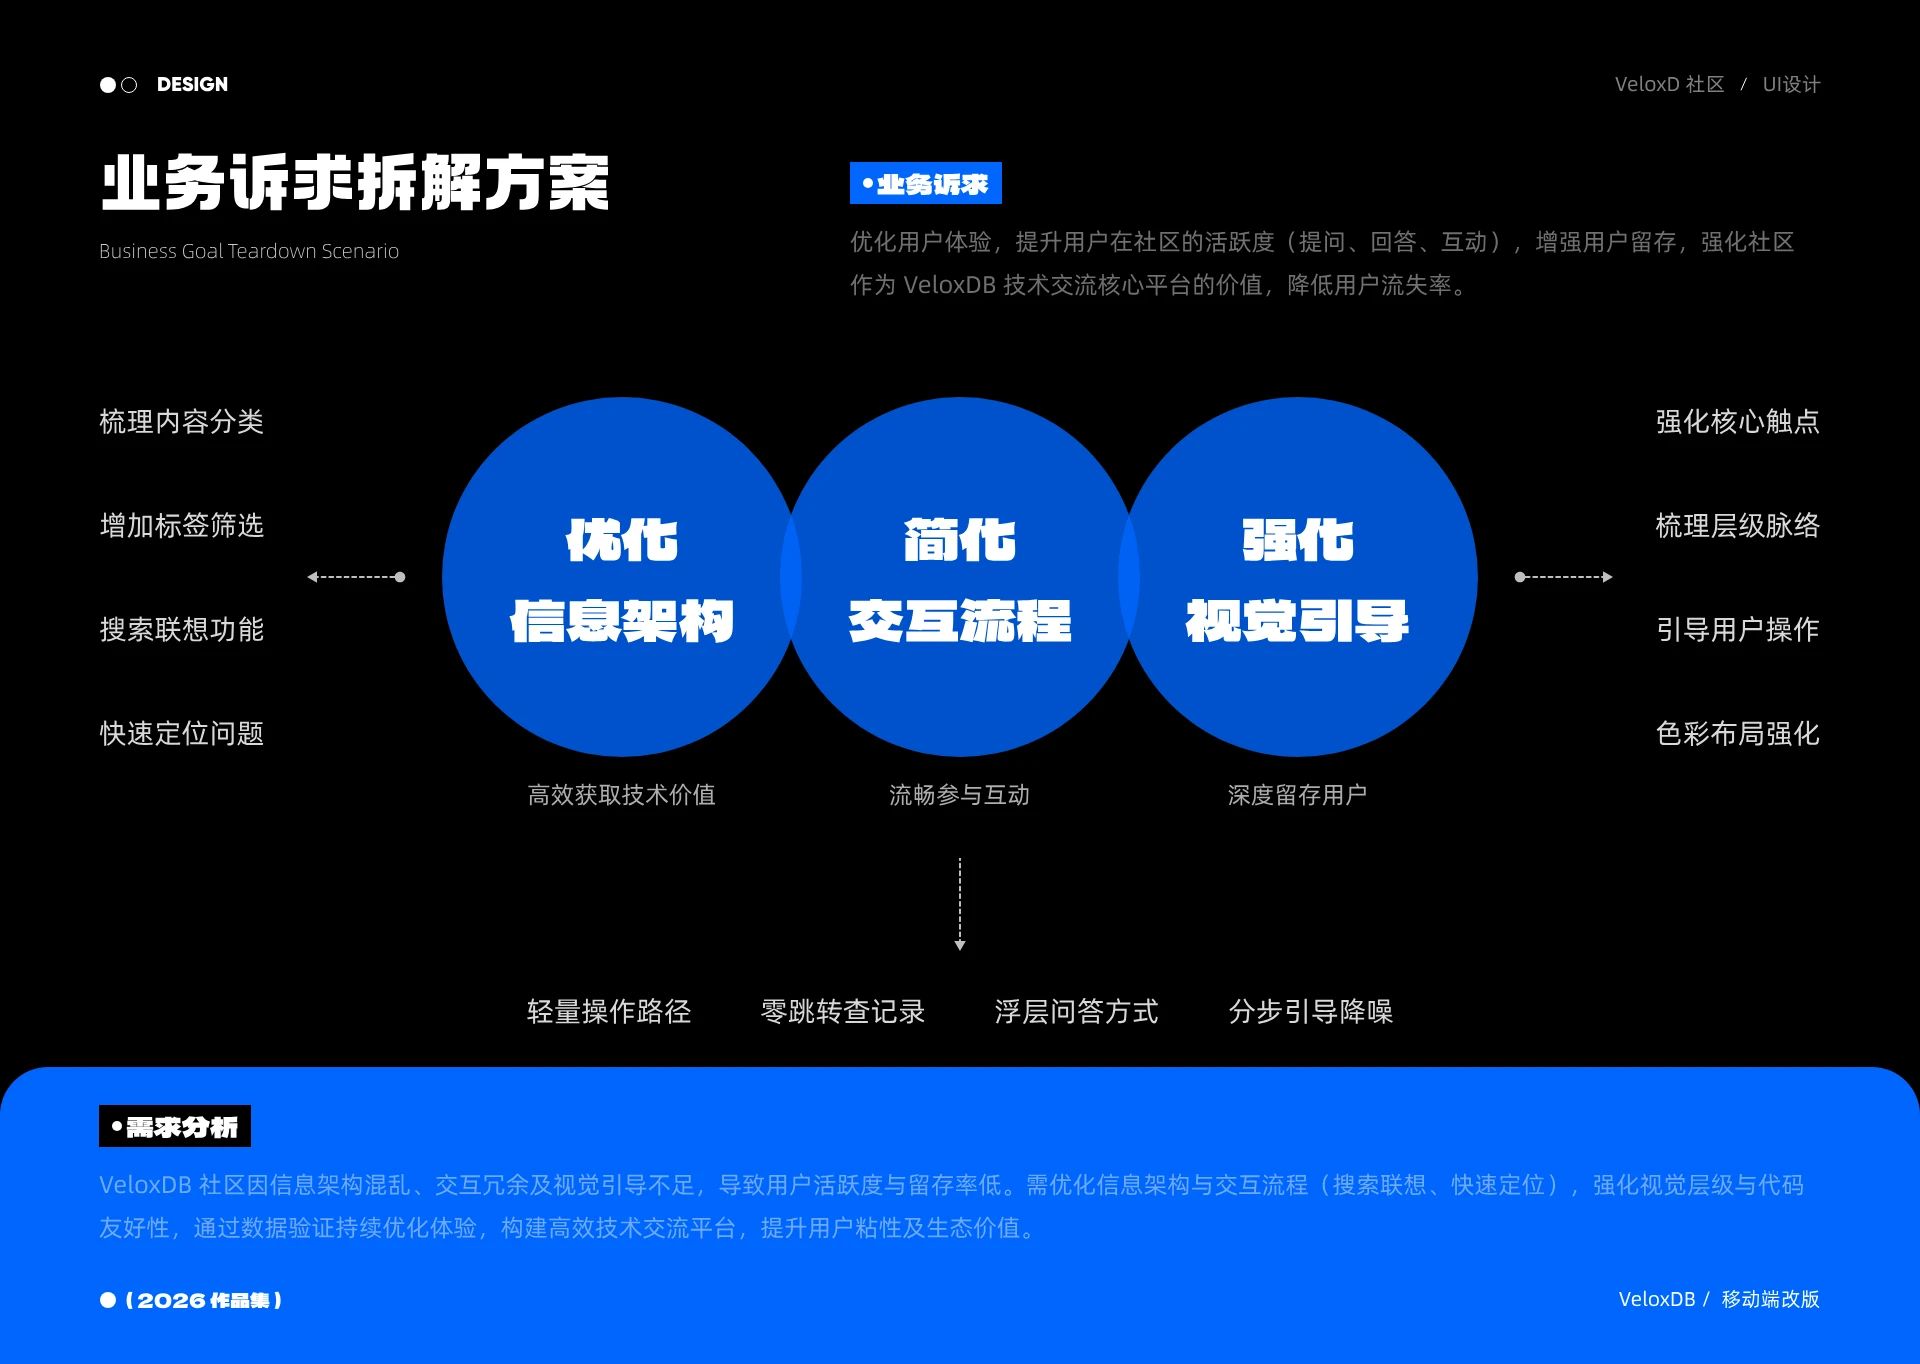 DESIGN
VeloxD 社区 / UI设计
业务诉求拆解方案
Business Goal Teardown Scenario
•业务诉求
优化用户体验，提升用户在社区的活跃度（提问、回答、互动），增强用户留存，强化社区
作为 VeloxDB 技术交流核心平台的价值，降低用户流失率。
梳理内容分类
增加标签筛选
搜索联想功能
快速定位问题
优化
信息架构
简化
交互流程
强化
视觉引导
强化核心触点
梳理层级脉络
引导用户操作
色彩布局强化
高效获取技术价值
流畅参与互动
深度留存用户
轻量操作路径
零跳转查记录
浮层问答方式
分步引导降噪
•需求分析
VeloxDB 社区因信息架构混乱、交互冗余及视觉引导不足，导致用户活跃度与留存率低。需优化信息架构与交互流程（搜索联想、快速定位），强化视觉层级与代码
友好性，通过数据验证持续优化体验，构建高效技术交流平台，提升用户粘性及生态价值。
（2026 作品集）
VeloxDB / 移动端改版